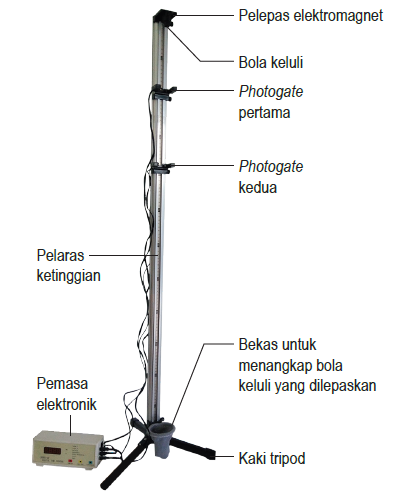 Pelepas elektromagnet
Bola keluli
Photogate
pertama
Photogate
kedua
Pelaras
ketinggian
Bekas untuk
menangkap bola
keluli yang dilepaskan
Pemasa
elektronik
Kaki tripod